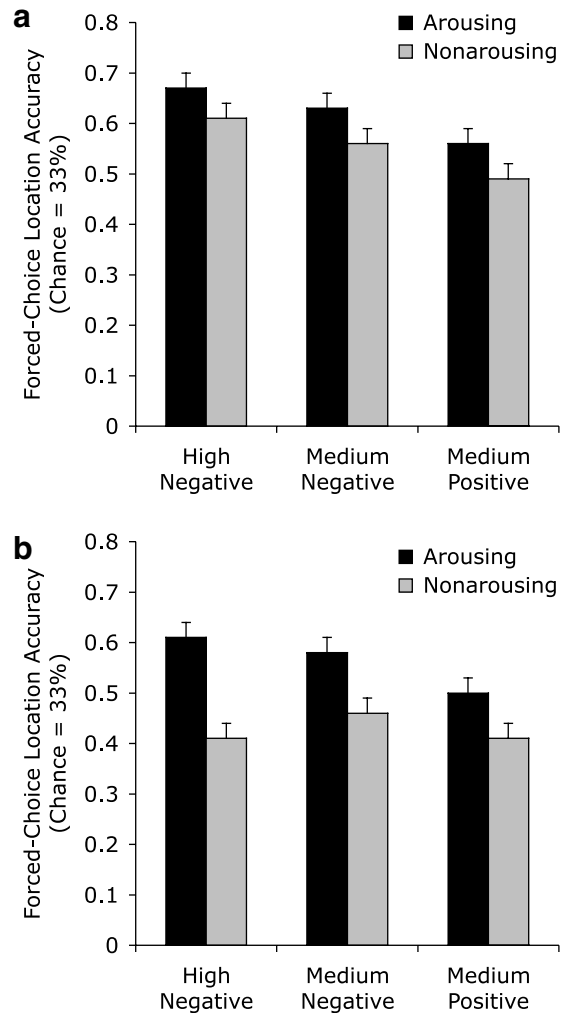 a
Forced-Choice Location Accuracy
(Chance = 33%)
0.8
0.7
0.6
0.5
0.4
0.3
0.2
0.1
0
Arousing
Nonarousing
High
Negative
Medium
Negative
Medium
Positive
b
Forced-Choice Location Accuracy
(Chance = 33%)
0.8
0.7
0.6
0.5
0.4
0.3
0.2
0.1
0
Arousing
Nonarousing
High
Negative
Medium
Negative
Medium
Positive